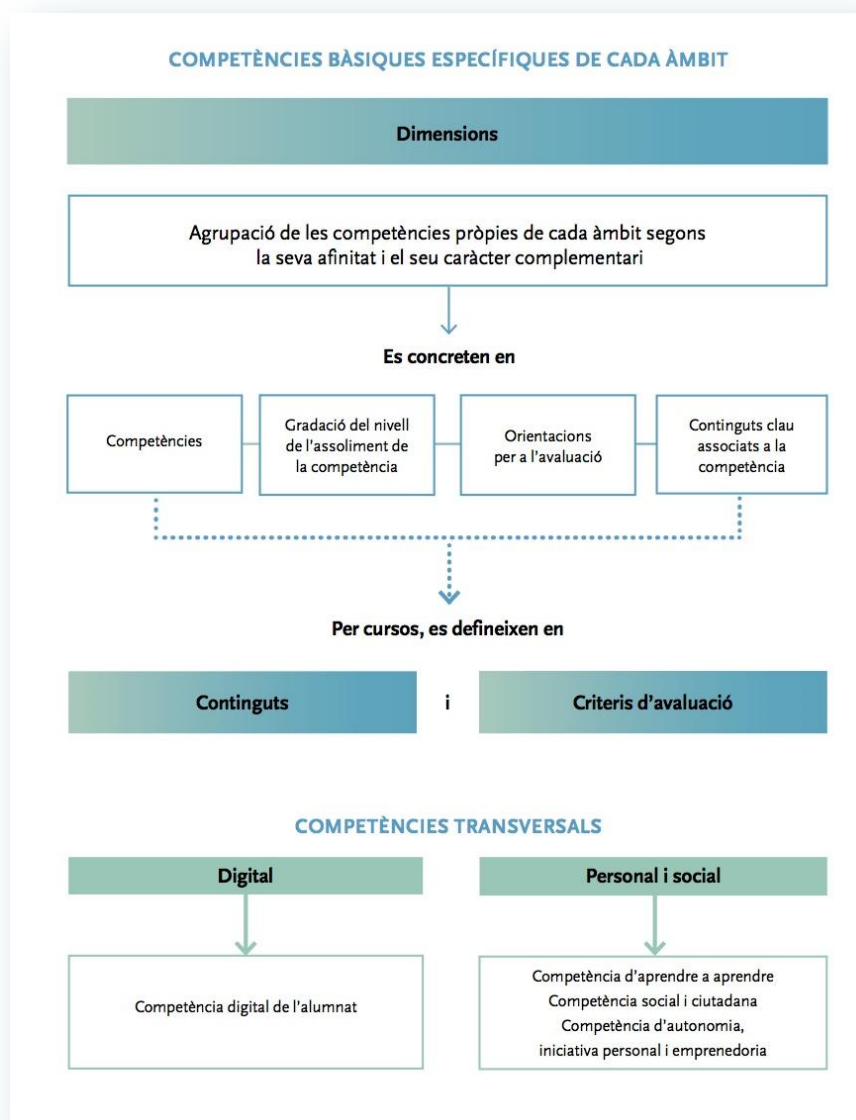 COMPETÈNCIES BÀSIQUES ESPECÍFIQUES DE CADA ÀMBIT
Dimensions
Agrupació de les competències pròpies de cada àmbit segons
la seva afinitat i el seu caràcter complementari
Es concreten en
Competències
Gradació del nivell
de l'assoliment de
la competència
Orientacions
per a l'avaluació
Continguts clau
associats a la
competència
Per cursos, es defineixen en
Continguts
i
Criteris d'avaluació
COMPETÈNCIES TRANSVERSALS
Digital
Competència digital de l'alumnat
Personal i social
Competència d'aprendre a aprendre
Competència social i ciutadana
Competència d'autonomia,
iniciativa personal i emprenedoria